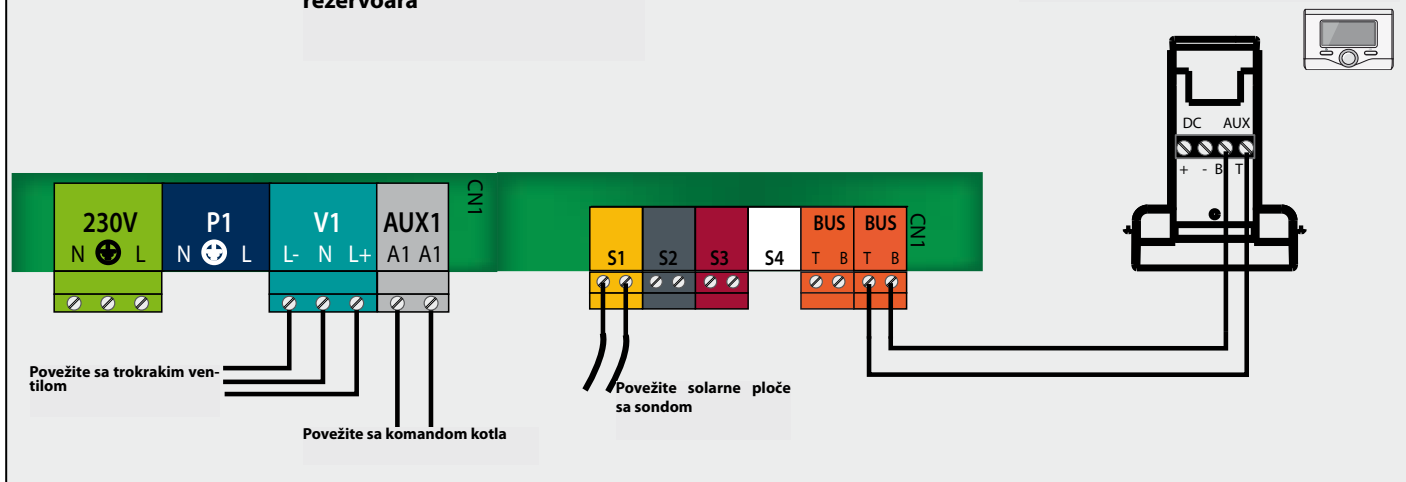 rezervoara
DC AUX
+ - B T
CN1
230V P1 V1 AUX1
N L N L L- N L+ A1 A1
CN1
BUS BUS
S1 S2 S3 S4 T B T B
Povežite sa trokrakim ven-
tilom
Povežite solarne ploče
sa sondom
Povežite sa komandom kotla